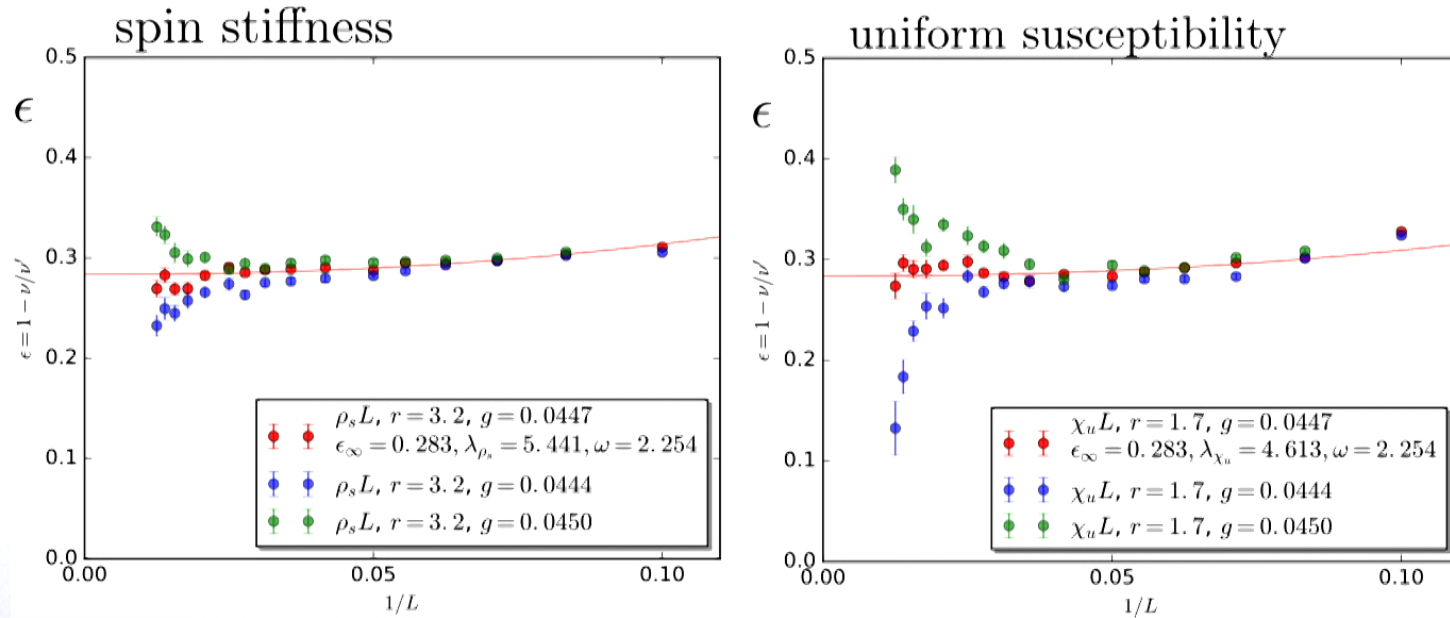 spin stiffness
ϵ
0.5
0.4
0.3
0.2
0.1
0.0
ϵ = 1 − ν/ν′
ρ_s L, r = 3.2, g = 0.0447
ϵ_∞ = 0.283, λ_{ρ_s} = 5.441, ω = 2.254
ρ_s L, r = 3.2, g = 0.0444
ρ_s L, r = 3.2, g = 0.0450
0.00 0.05 0.10
1/L
uniform susceptibility
ϵ
0.5
0.4
0.3
0.2
0.1
0.0
ϵ = 1 − ν/ν′
χ_u L, r = 1.7, g = 0.0447
ϵ_∞ = 0.283, λ_{χ_u} = 4.613, ω = 2.254
χ_u L, r = 1.7, g = 0.0444
χ_u L, r = 1.7, g = 0.0450
0.00 0.05 0.10
1/L